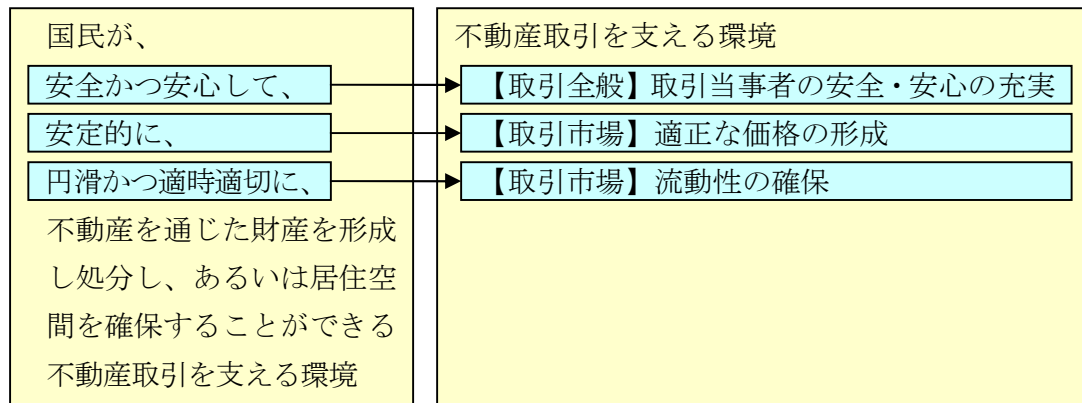 国民が、
安全かつ安心して、
安定的に、
円滑かつ適時適切に、
不動産を通じた財産を形成
し処分し、あるいは居住空
間を確保することができる
不動産取引を支える環境
不動産取引を支える環境
【取引全般】取引当事者の安全・安心の充実
【取引市場】適正な価格の形成
【取引市場】流動性の確保